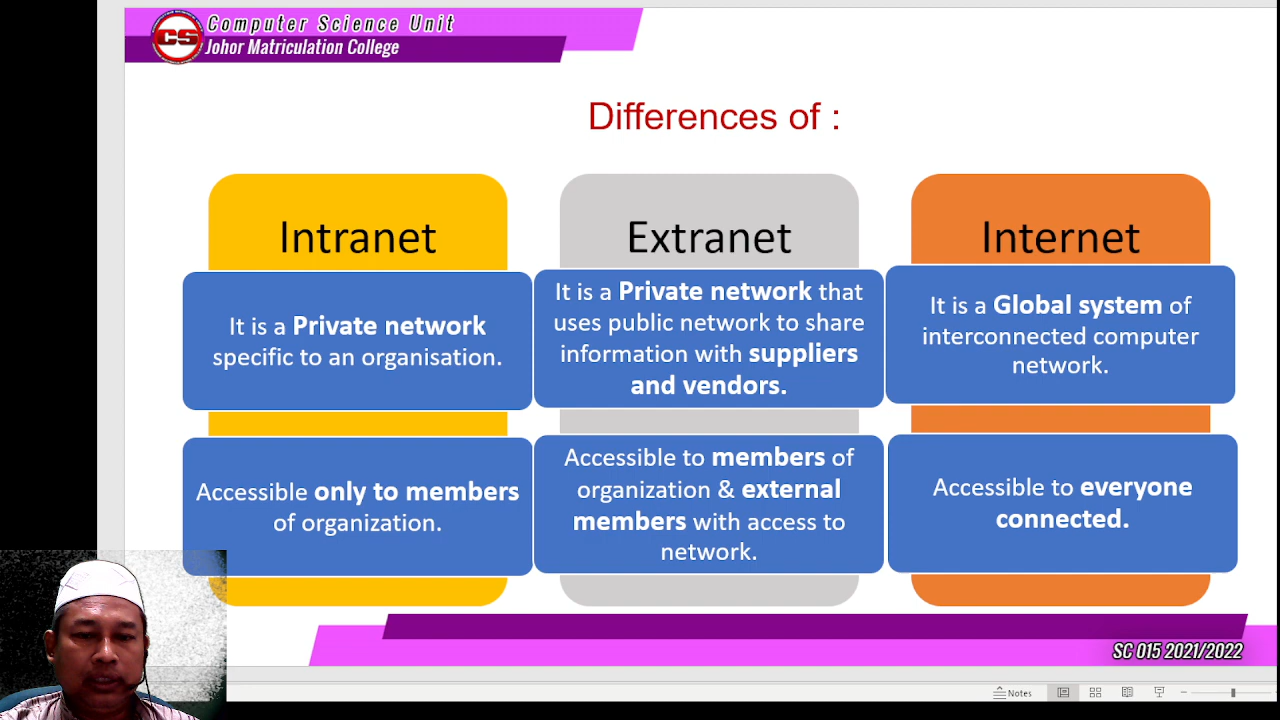 CS
Computer Science Unit
Johor Matriculation College
Differences of :
Intranet
It is a Private network
specific to an organisation.
Accessible only to members
of organization.
Extranet
It is a Private network that
uses public network to share
information with suppliers
and vendors.
Accessible to members of
organization & external
members with access to
network.
Internet
It is a Global system of
interconnected computer
network.
Accessible to everyone
connected.
SC 015 2021/2022
Notes